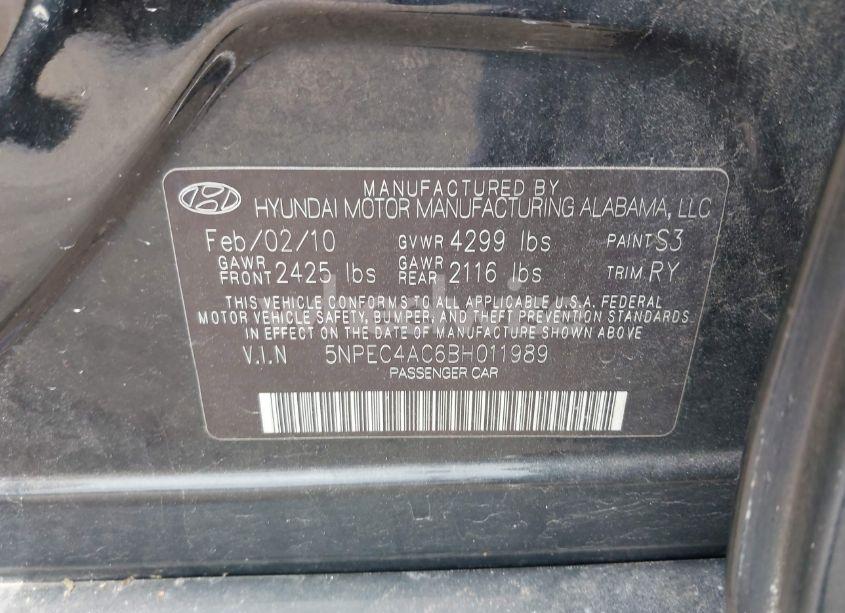 MANUFACTURED BY
HYUNDAI MOTOR MANUFACTURING ALABAMA, LLC
Feb/02/10 GVWR 4299 lbs PAINT S3
GAWR FRONT 2425 lbs GAWR REAR 2116 lbs TRIM RY
THIS VEHICLE CONFORMS TO ALL APPLICABLE U.S.A. FEDERAL
MOTOR VEHICLE SAFETY, BUMPER, AND THEFT PREVENTION STANDARDS
IN EFFECT ON THE DATE OF MANUFACTURE SHOWN ABOVE
V.I.N 5NPEC4AC6BH011989
PASSENGER CAR